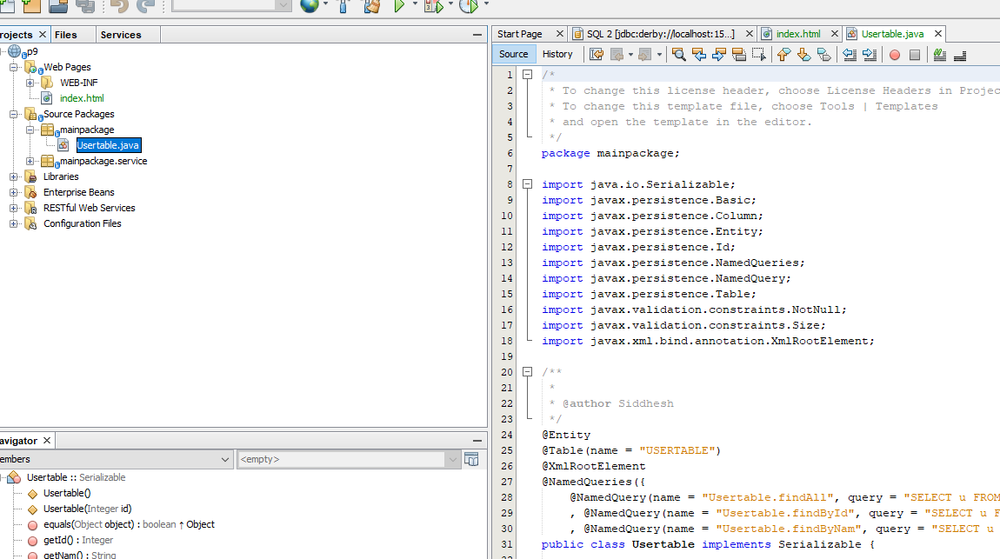 rojects
Files
Services
p9
Web Pages
WEB-INF
index.html
Source Packages
mainpackage
Usertable.java
mainpackage.service
Libraries
Enterprise Beans
RESTful Web Services
Configuration Files
avigator
embers
<empty>
Usertable :: Serializable
Usertable()
Usertable(Integer id)
equals(Object object) : boolean ↑ Object
getId() : Integer
getNam() : String
Start Page
SQL 2 [jdbc:derby://localhost:15...]
index.html
Usertable.java
Source
History
1 /*
2 * To change this license header, choose License Headers in Projec
3 * To change this template file, choose Tools | Templates
4 * and open the template in the editor.
5 */
6 package mainpackage;
7
8 import java.io.Serializable;
9 import javax.persistence.Basic;
10 import javax.persistence.Column;
11 import javax.persistence.Entity;
12 import javax.persistence.Id;
13 import javax.persistence.NamedQueries;
14 import javax.persistence.NamedQuery;
15 import javax.persistence.Table;
16 import javax.validation.constraints.NotNull;
17 import javax.validation.constraints.Size;
18 import javax.xml.bind.annotation.XmlRootElement;
19
20 /**
21 *
22 * @author Siddhesh
23 */
24 @Entity
25 @Table(name = "USERTABLE")
26 @XmlRootElement
27 @NamedQueries({
28 @NamedQuery(name = "Usertable.findAll", query = "SELECT u FROM
29 , @NamedQuery(name = "Usertable.findById", query = "SELECT u F
30 , @NamedQuery(name = "Usertable.findByNam", query = "SELECT u
31 public class Usertable implements Serializable {